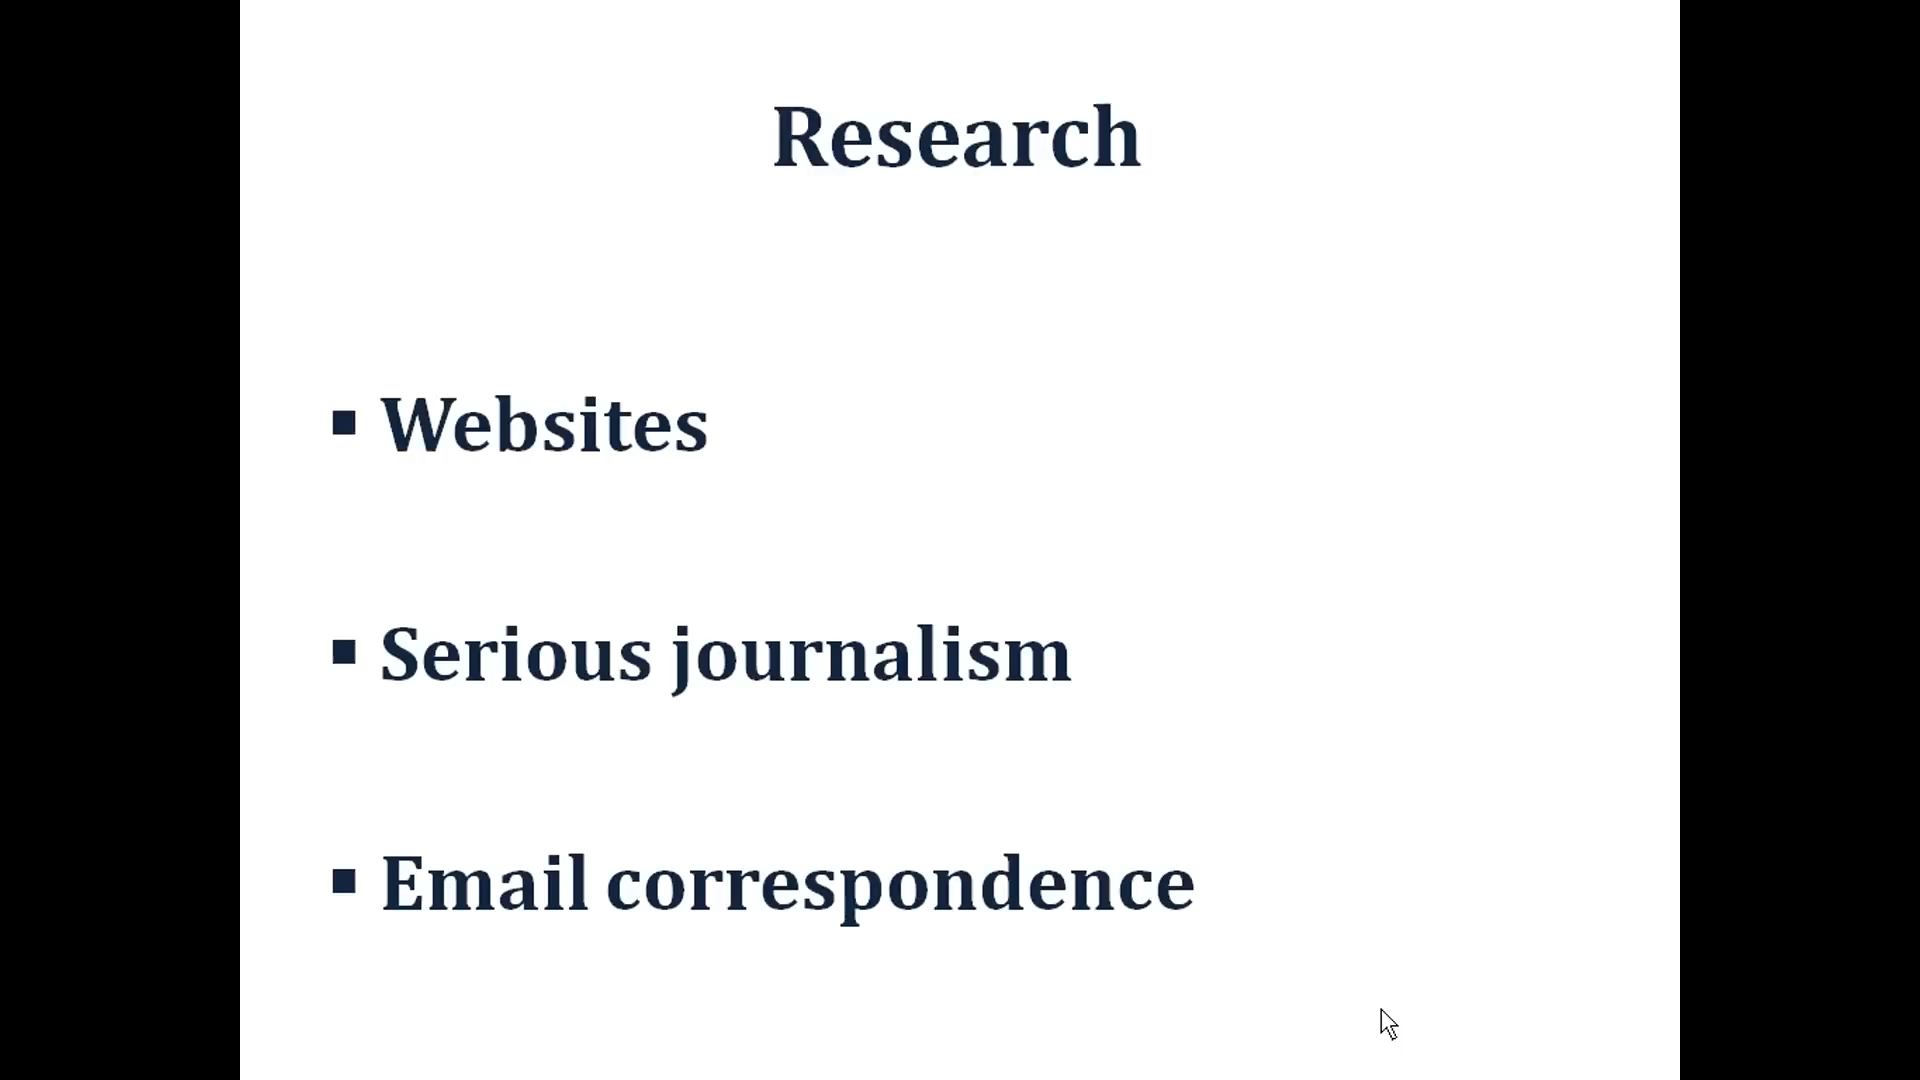 Research
▪ Websites
▪ Serious journalism
▪ Email correspondence